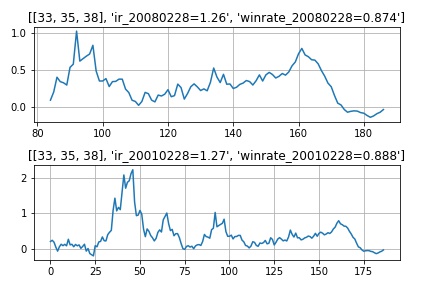 [[33, 35, 38], 'ir_20080228=1.26', 'winrate_20080228=0.874']
1.0
0.5
0.0
80 100 120 140 160 180
[[33, 35, 38], 'ir_20010228=1.27', 'winrate_20010228=0.888']
2
1
0
0 25 50 75 100 125 150 175